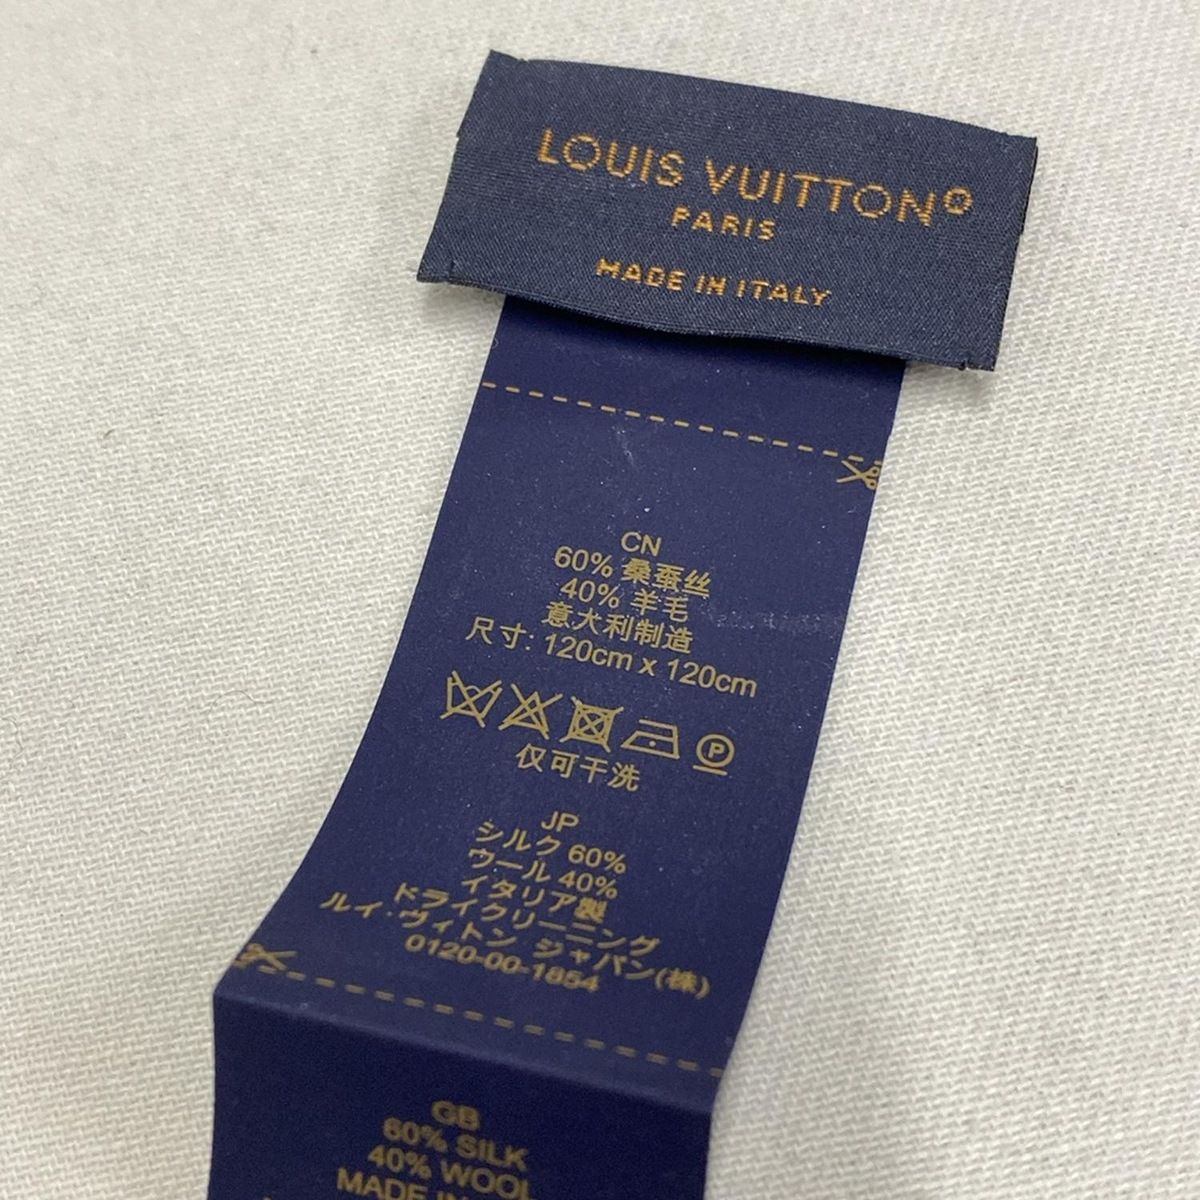 LOUIS VUITTON®
PARIS
MADE IN ITALY
CN
60% 桑蚕丝
40% 羊毛
意大利制造
尺寸: 120cm x 120cm
P
仅可干洗
JP
シルク 60%
ウール 40%
イタリア製
ドライクリーニング
ルイ・ヴィトン ジャパン(株)
0120-00-1854
GB
60% SILK
40% WOOL
MADE IN